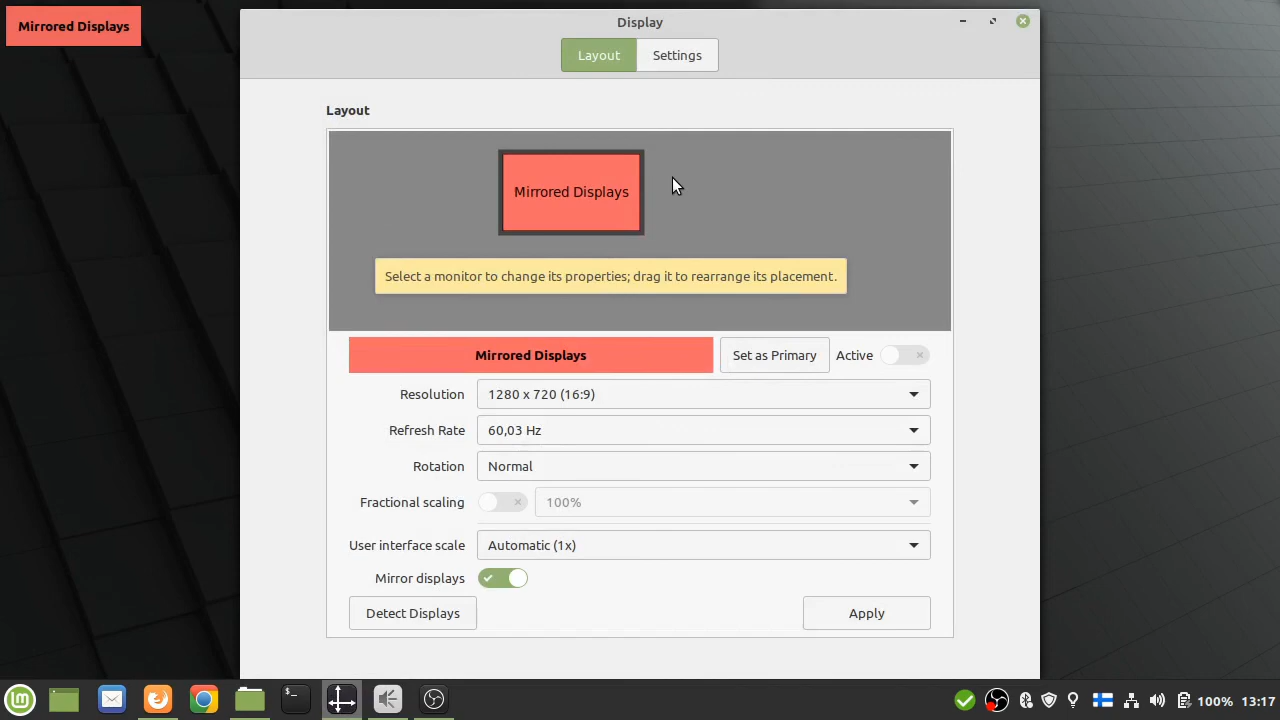 Mirrored Displays
Display
Layout
Settings
Layout
Mirrored Displays
Select a monitor to change its properties; drag it to rearrange its placement.
Mirrored Displays
Set as Primary
Active
Resolution
1280 x 720 (16:9)
Refresh Rate
60,03 Hz
Rotation
Normal
Fractional scaling
100%
User interface scale
Automatic (1x)
Mirror displays
Detect Displays
Apply
100%
13:17